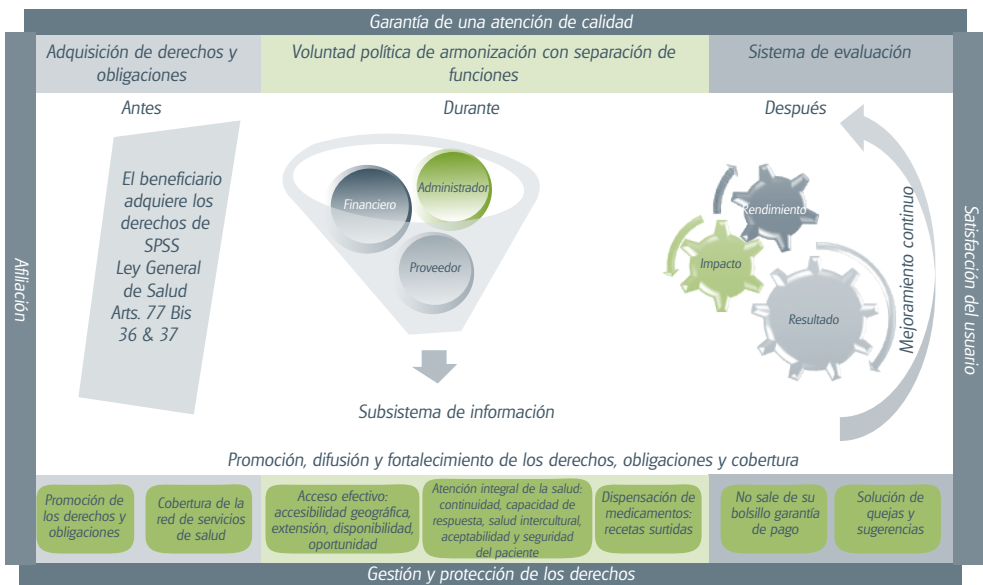 Garantía de una atención de calidad
Adquisición de derechos y
obligaciones
Voluntad política de armonización con separación de
funciones
Sistema de evaluación
Antes
Durante
Después
Afiliación
El beneficiario
adquiere los
derechos de
SPSS
Ley General
de Salud
Arts. 77 Bis
36 & 37
Financiero
Administrador
Proveedor
Subsistema de información
Rendimiento
Impacto
Resultado
Mejoramiento continuo
Satisfacción del usuario
Promoción, difusión y fortalecimiento de los derechos, obligaciones y cobertura
Promoción de
los derechos y
obligaciones
Cobertura de la
red de servicios
de salud
Acceso efectivo:
accesibilidad geográfica,
extensión, disponibilidad,
oportunidad
Atención integral de la salud:
continuidad, capacidad de
respuesta, salud intercultural,
aceptabilidad y seguridad
del paciente
Dispensación de
medicamentos:
recetas surtidas
No sale de su
bolsillo garantía
de pago
Solución de
quejas y
sugerencias
Gestión y protección de los derechos